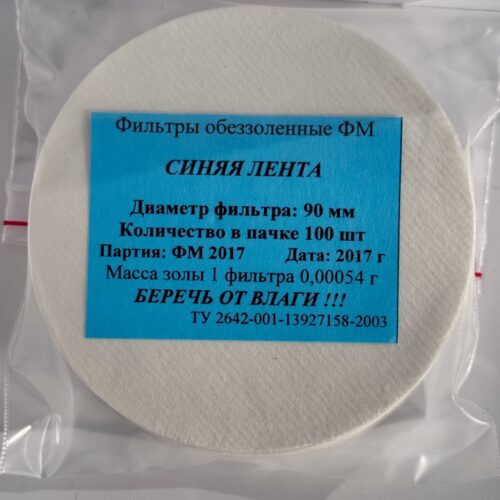 Фильтры обеззоленные ФМ
СИНЯЯ ЛЕНТА
Диаметр фильтра: 90 мм
Количество в пачке 100 шт
Партия: ФМ 2017 Дата: 2017 г
Масса золы 1 фильтра 0,00054 г
БЕРЕЧЬ ОТ ВЛАГИ !!!
ТУ 2642-001-13927158-2003